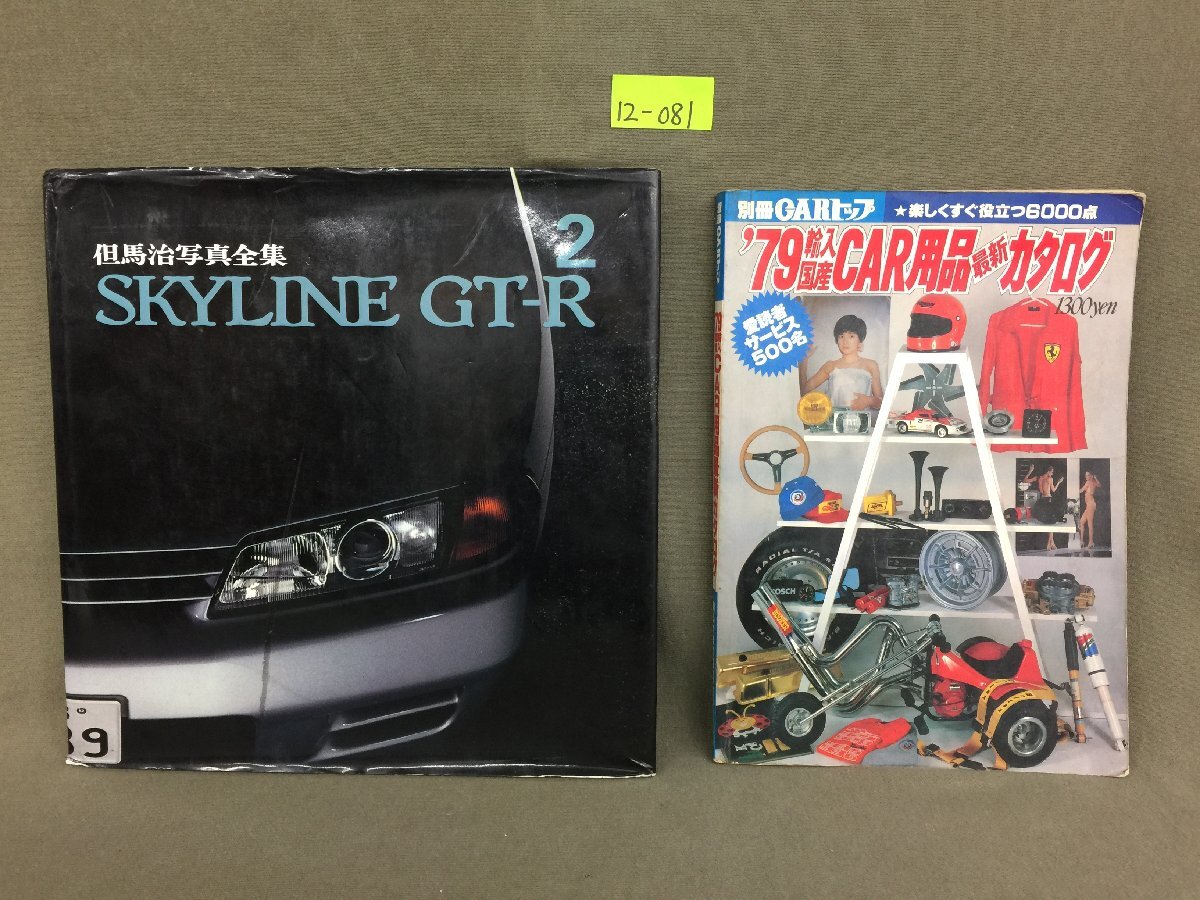 12-081
但馬治写真全集
2
SKYLINE GT-R
39
別冊CARトップ
★楽しくすぐ役立つ6000点
'79輸入国産CAR用品最新カタログ
1300yen
愛読者
サービス
500名
RADIAL T/A
BOSCH